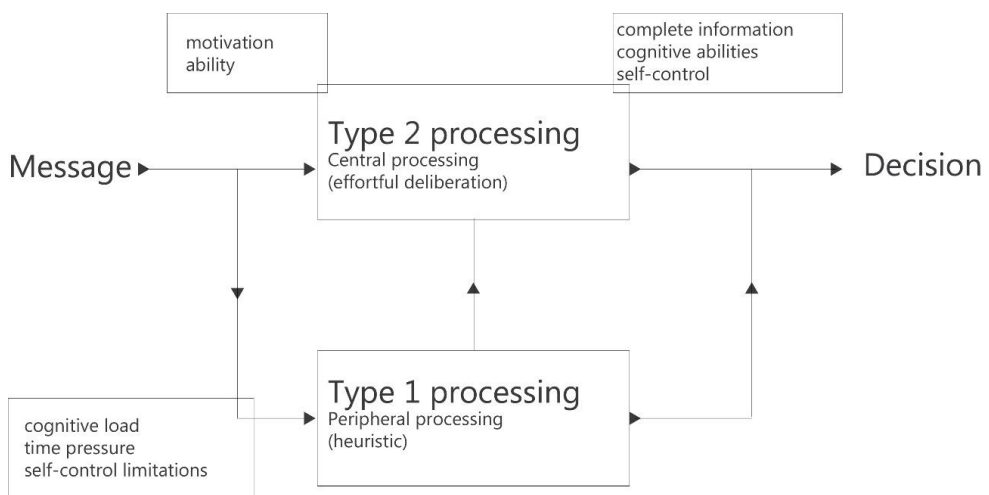 motivation
ability
complete information
cognitive abilities
self-control
Message
Type 2 processing
Central processing
(effortful deliberation)
Decision
Type 1 processing
Peripheral processing
(heuristic)
cognitive load
time pressure
self-control limitations